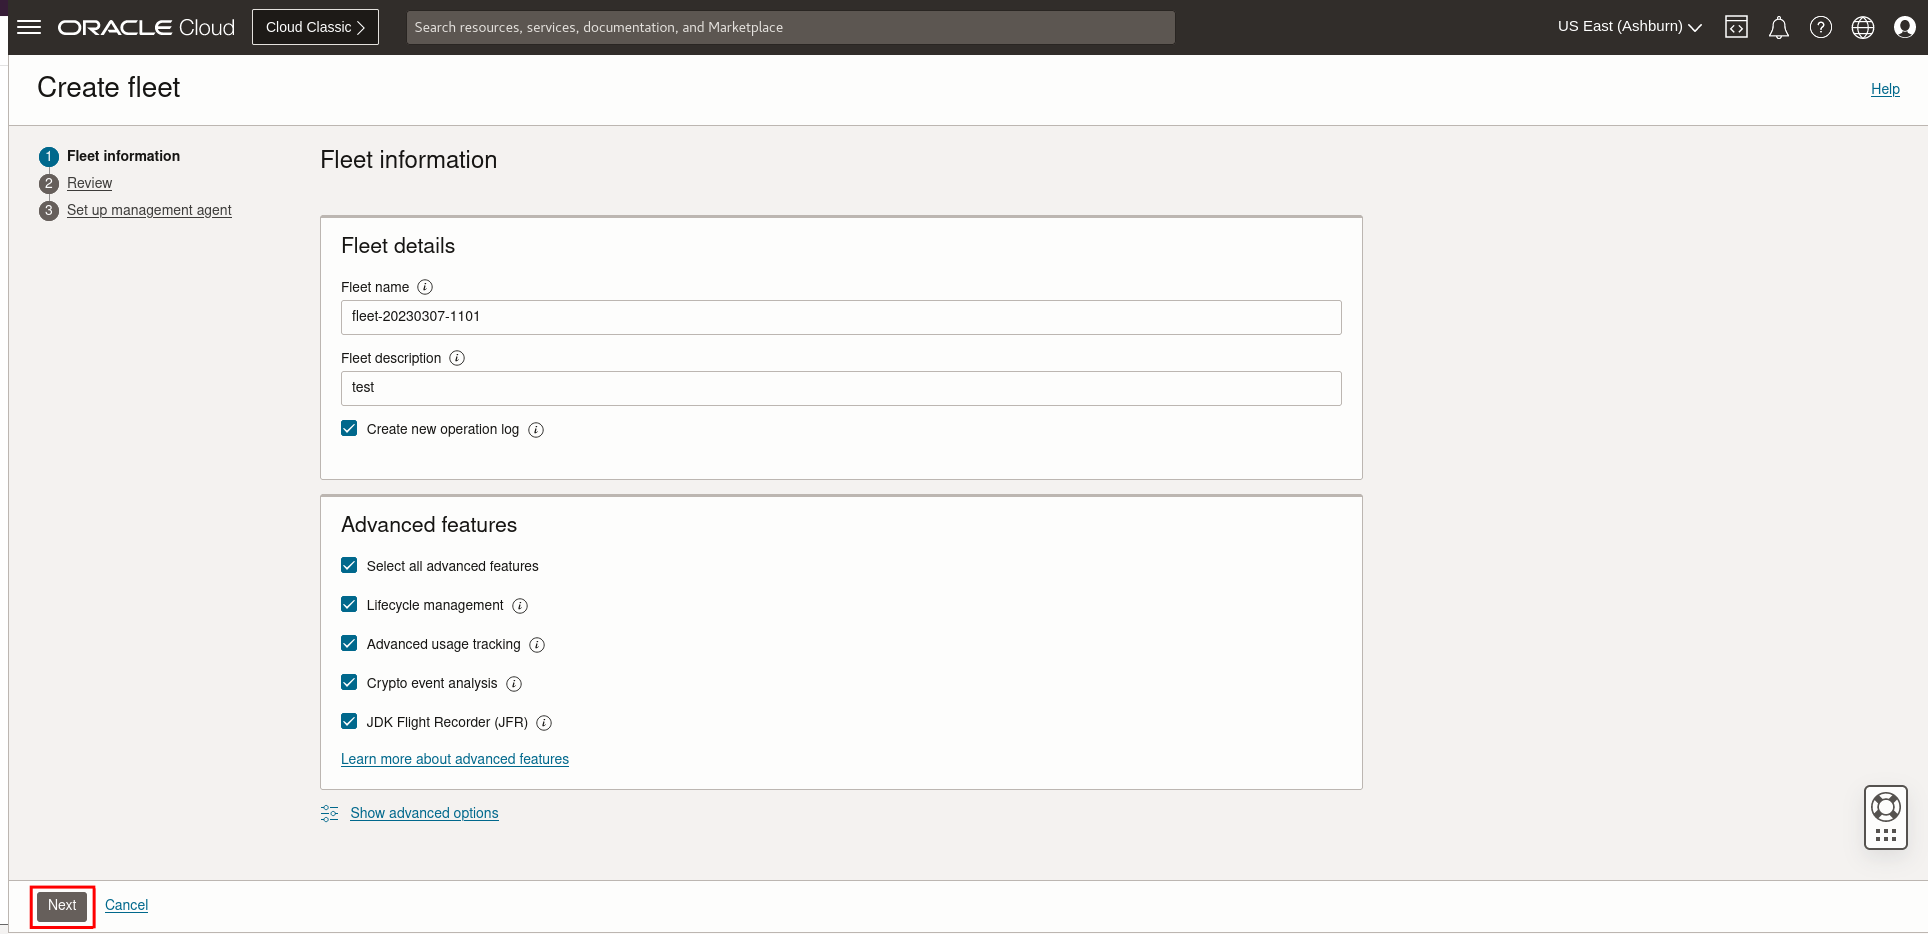 ORACLE Cloud
Cloud Classic
Search resources, services, documentation, and Marketplace
US East (Ashburn)
Create fleet
Help
1 Fleet information
2 Review
3 Set up management agent
Fleet information
Fleet details
Fleet name
fleet-20230307-1101
Fleet description
test
Create new operation log
Advanced features
Select all advanced features
Lifecycle management
Advanced usage tracking
Crypto event analysis
JDK Flight Recorder (JFR)
Learn more about advanced features
Show advanced options
Next
Cancel